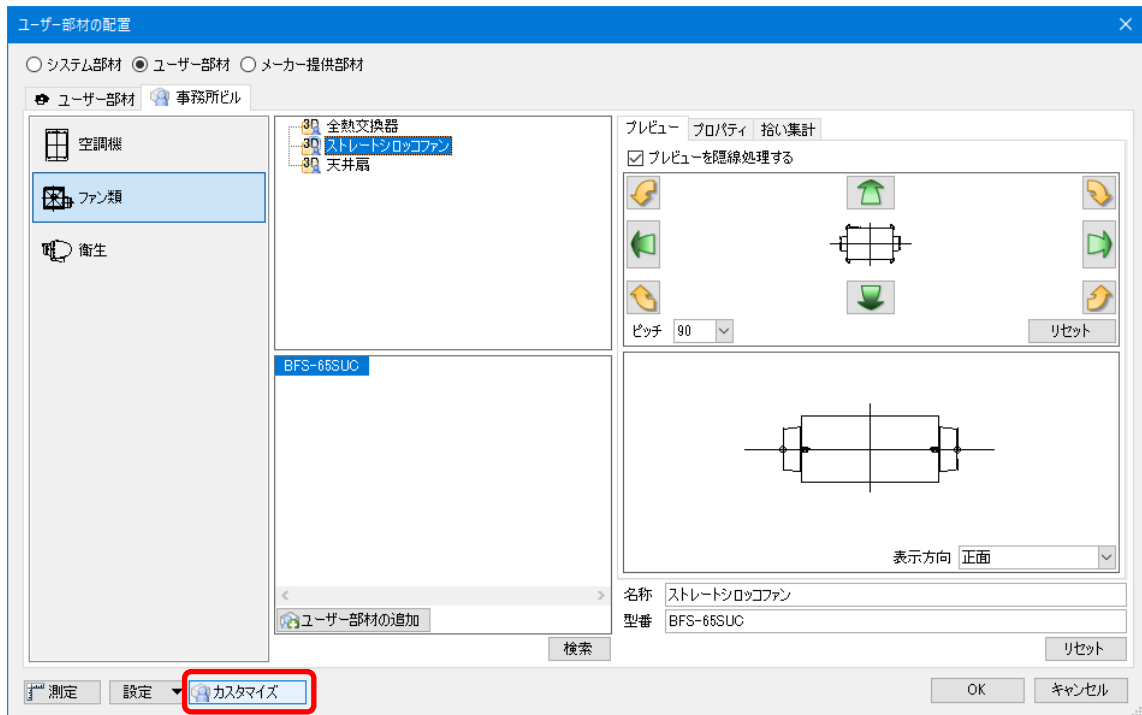 ユーザー部材の配置
システム部材 ユーザー部材 メーカー提供部材
ユーザー部材 事務所ビル
空調機
ファン類
衛生
3D 全熱交換器
3D ストレートシロッコファン
3D 天井扇
BFS-65SUC
ユーザー部材の追加
検索
プレビュー プロパティ 拾い集計
プレビューを隠線処理する
ピッチ 90 リセット
表示方向 正面
名称 ストレートシロッコファン
型番 BFS-65SUC
リセット
測定 設定 カスタマイズ OK キャンセル